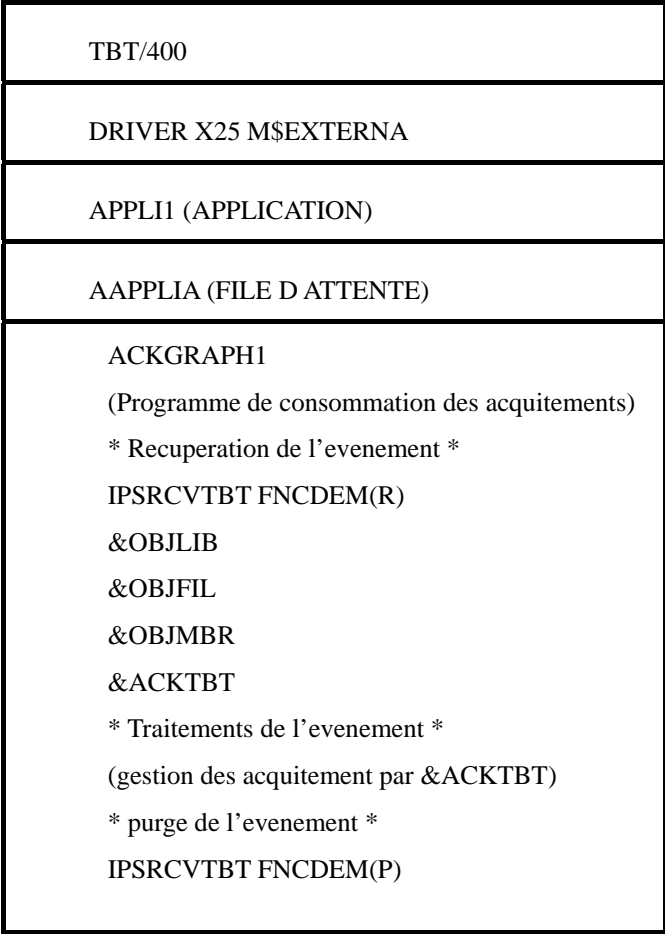 TBT/400
DRIVER X25 M$EXTERNA
APPLI1 (APPLICATION)
AAPPLIA (FILE D ATTENTE)
ACKGRAPH1
(Programme de consommation des acquitements)
* Recuperation de l’evenement *
IPSRCVTBT FNCDEM(R)
&OBJLIB
&OBJFIL
&OBJMBR
&ACKTBT
* Traitements de l’evenement *
(gestion des acquitement par &ACKTBT)
* purge de l’evenement *
IPSRCVTBT FNCDEM(P)